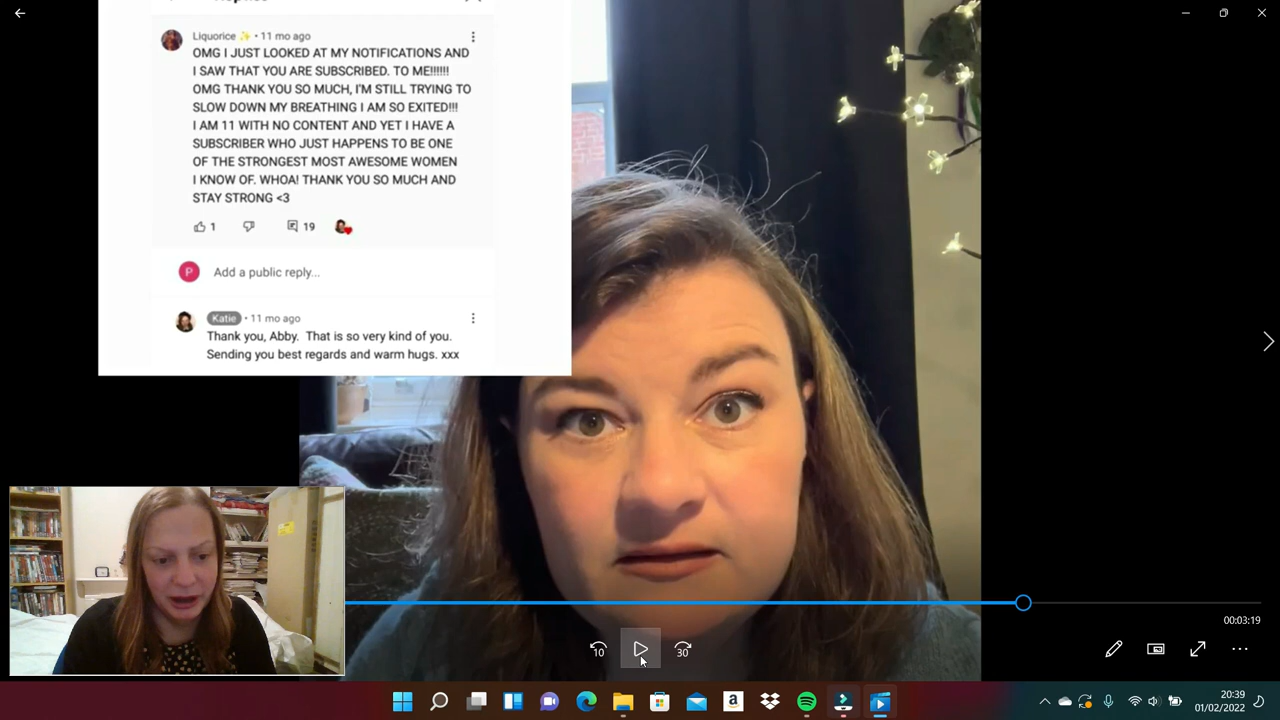 Liquorice ✨ • 11 mo ago
OMG I JUST LOOKED AT MY NOTIFICATIONS AND
I SAW THAT YOU ARE SUBSCRIBED. TO ME!!!!!!
OMG THANK YOU SO MUCH, I'M STILL TRYING TO
SLOW DOWN MY BREATHING I AM SO EXITED!!!
I AM 11 WITH NO CONTENT AND YET I HAVE A
SUBSCRIBER WHO JUST HAPPENS TO BE ONE
OF THE STRONGEST MOST AWESOME WOMEN
I KNOW OF. WHOA! THANK YOU SO MUCH AND
STAY STRONG <3
1 19
P Add a public reply...
Katie • 11 mo ago
Thank you, Abby. That is so very kind of you.
Sending you best regards and warm hugs. xxx
00:03:19
10 30
a
20:39
01/02/2022